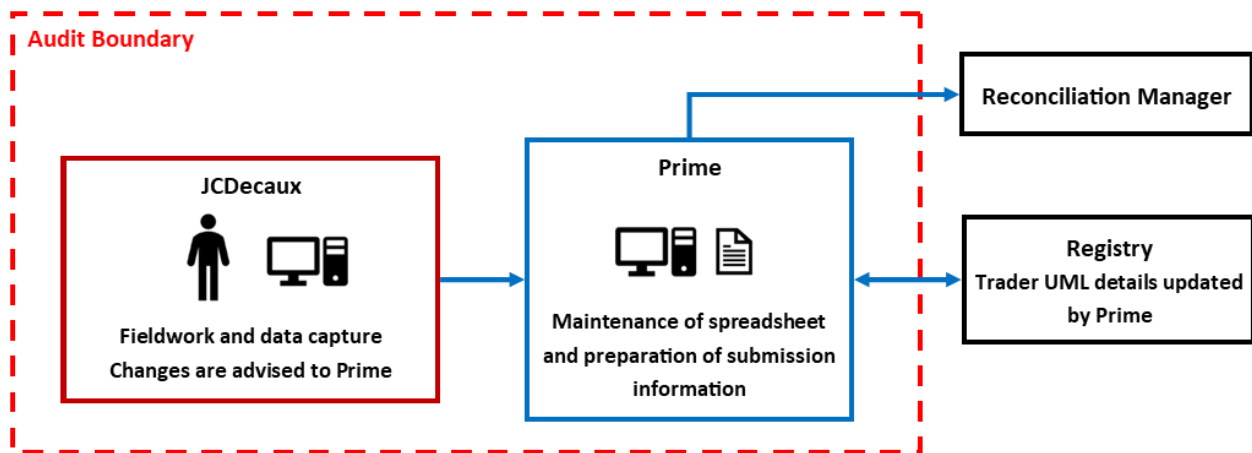 Audit Boundary
Reconciliation Manager
JCDecaux
Fieldwork and data capture
Changes are advised to Prime
Prime
Maintenance of spreadsheet
and preparation of submission
information
Registry
Trader UML details updated
by Prime